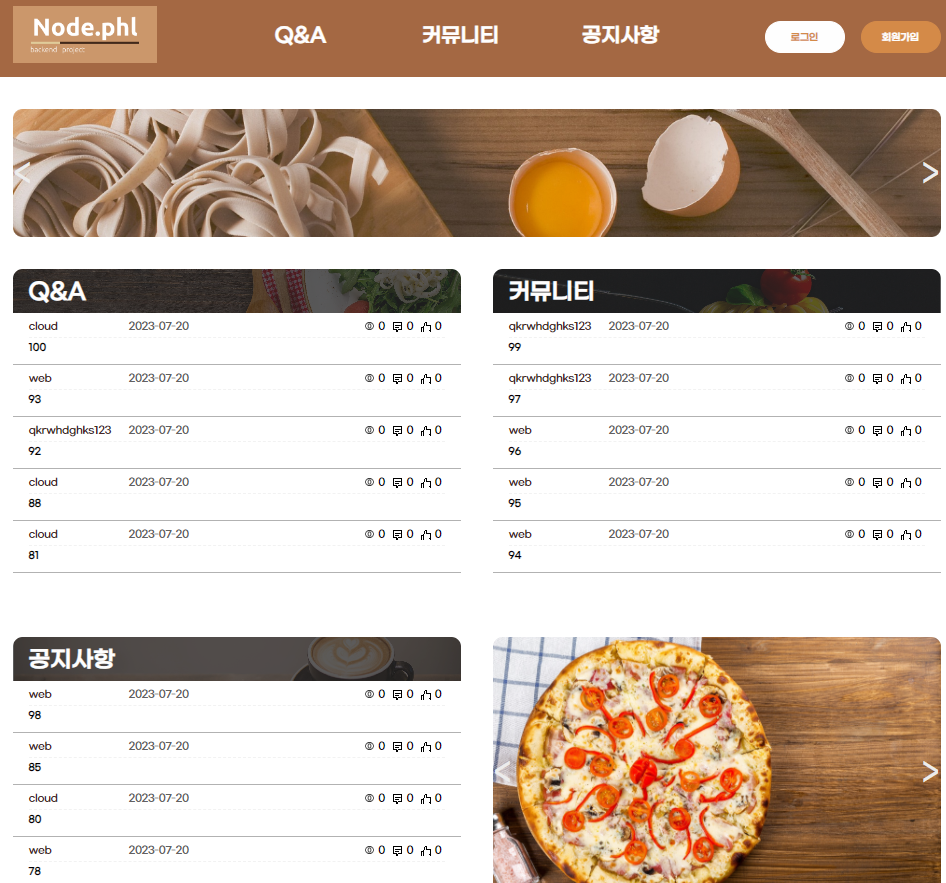 Node.phl
backend project
Q&A 커뮤니티 공지사항 로그인 회원가입
Q&A
cloud 2023-07-20 0 0 0
100
web 2023-07-20 0 0 0
93
qkrwhdghks123 2023-07-20 0 0 0
92
cloud 2023-07-20 0 0 0
88
cloud 2023-07-20 0 0 0
81
커뮤니티
qkrwhdghks123 2023-07-20 0 0 0
99
qkrwhdghks123 2023-07-20 0 0 0
97
web 2023-07-20 0 0 0
96
web 2023-07-20 0 0 0
95
web 2023-07-20 0 0 0
94
공지사항
web 2023-07-20 0 0 0
98
web 2023-07-20 0 0 0
85
cloud 2023-07-20 0 0 0
80
web 2023-07-20 0 0 0
78